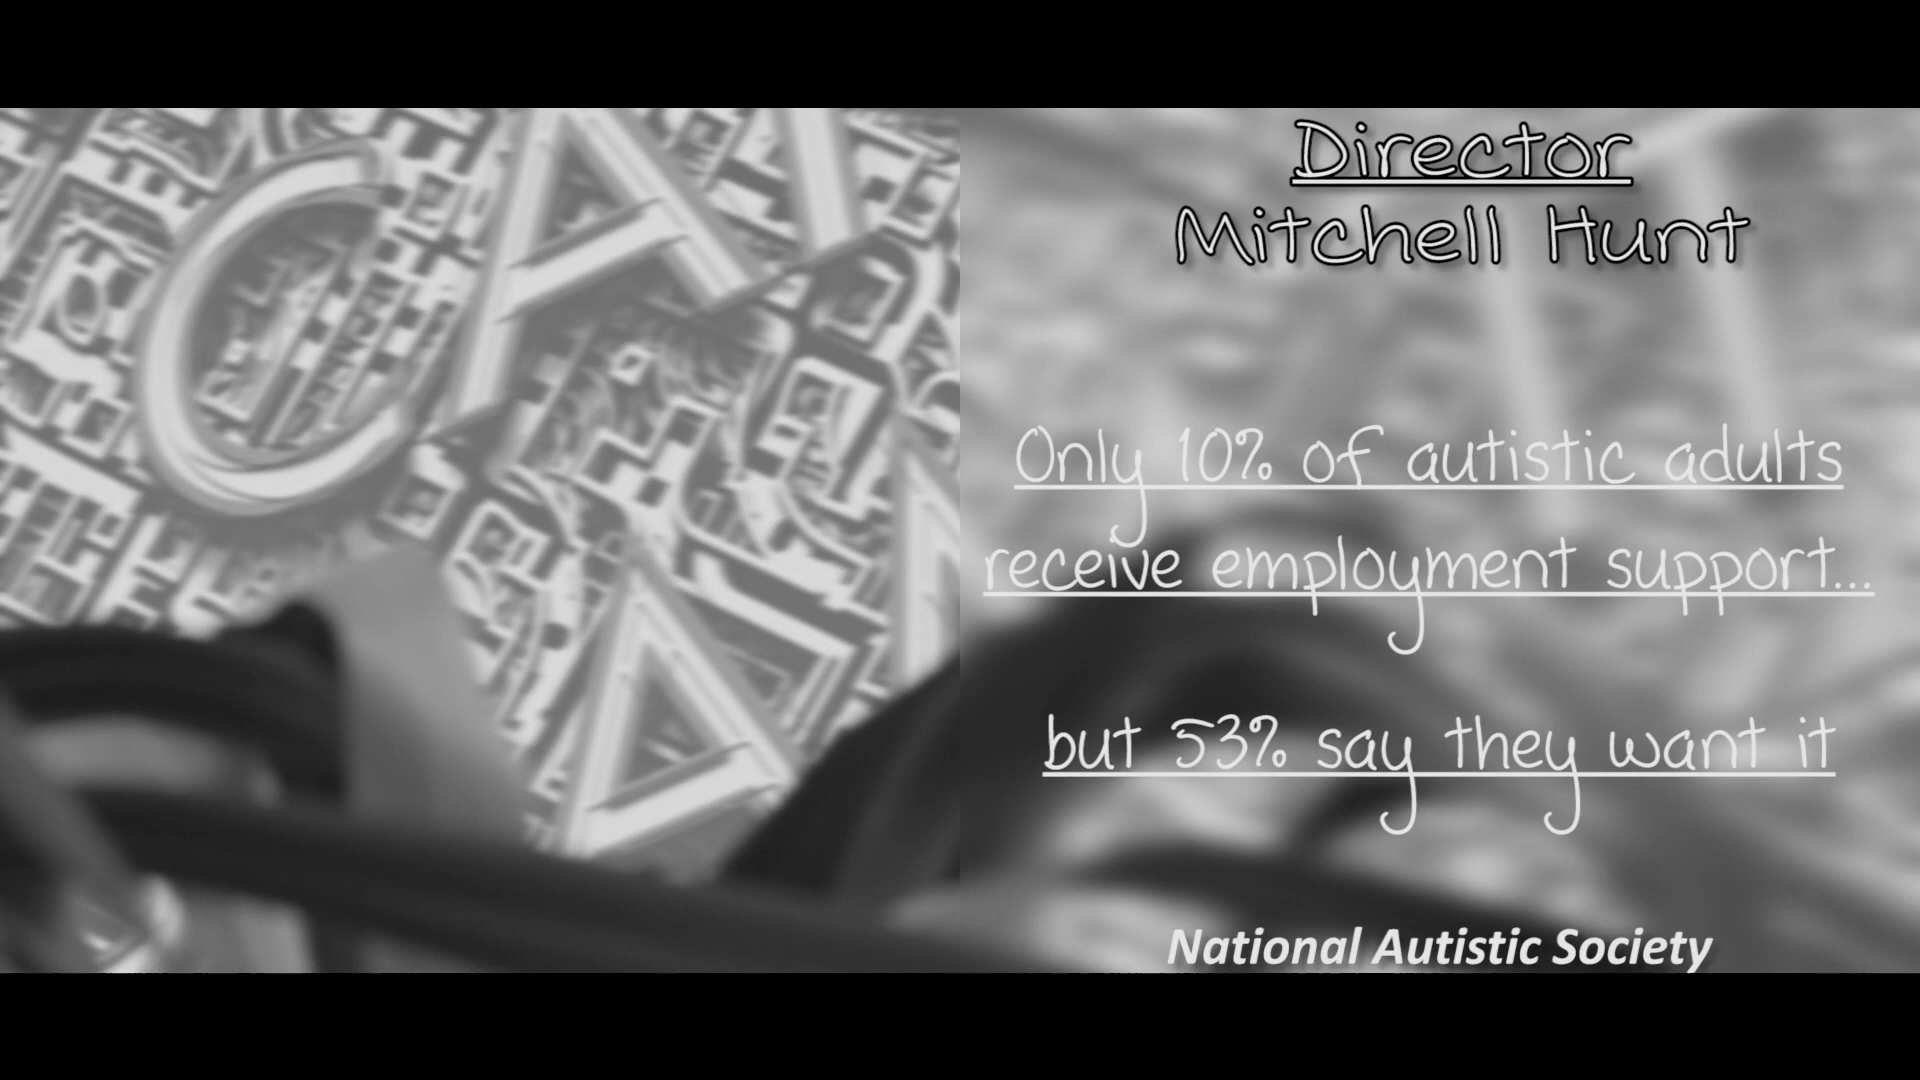 Director
Mitchell Hunt
Only 10% of autistic adults
receive employment support...
but 53% say they want it
National Autistic Society